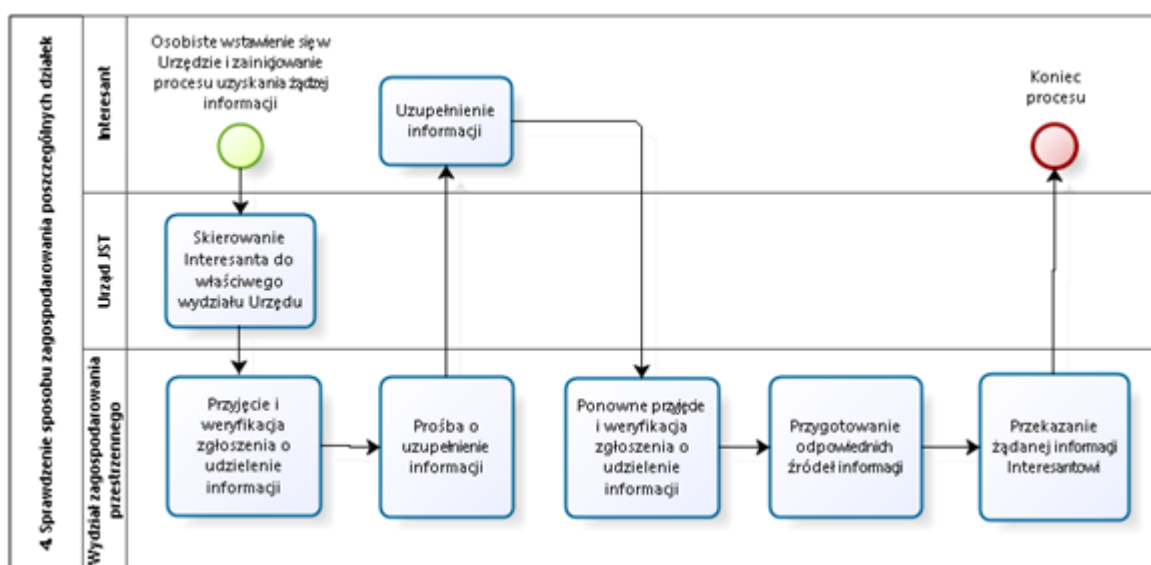 4. Sprawdzenie sposobu zagospodarowania poszczególnych działek
Interesant
Osobiste wstawienie się w
Urzędzie i zainicjowanie
procesu uzyskania żądzej
informacji
Uzupełnienie
informacji
Koniec
procesu
Urząd JST
Skierowanie
Interesanta do
właściwego
wydziału Urzędu
Wydział zagospodarowania
przestrzennego
Przyjęcie i
weryfikacja
zgłoszenia o
udzielenie
informacji
Prośba o
uzupełnienie
informacji
Ponowne przyjęcie
i weryfikacja
zgłoszenia o
udzielenie
informacji
Przygotowanie
odpowiednich
źródeł informagi
Przekazanie
żądanej informagi
Interesantowi